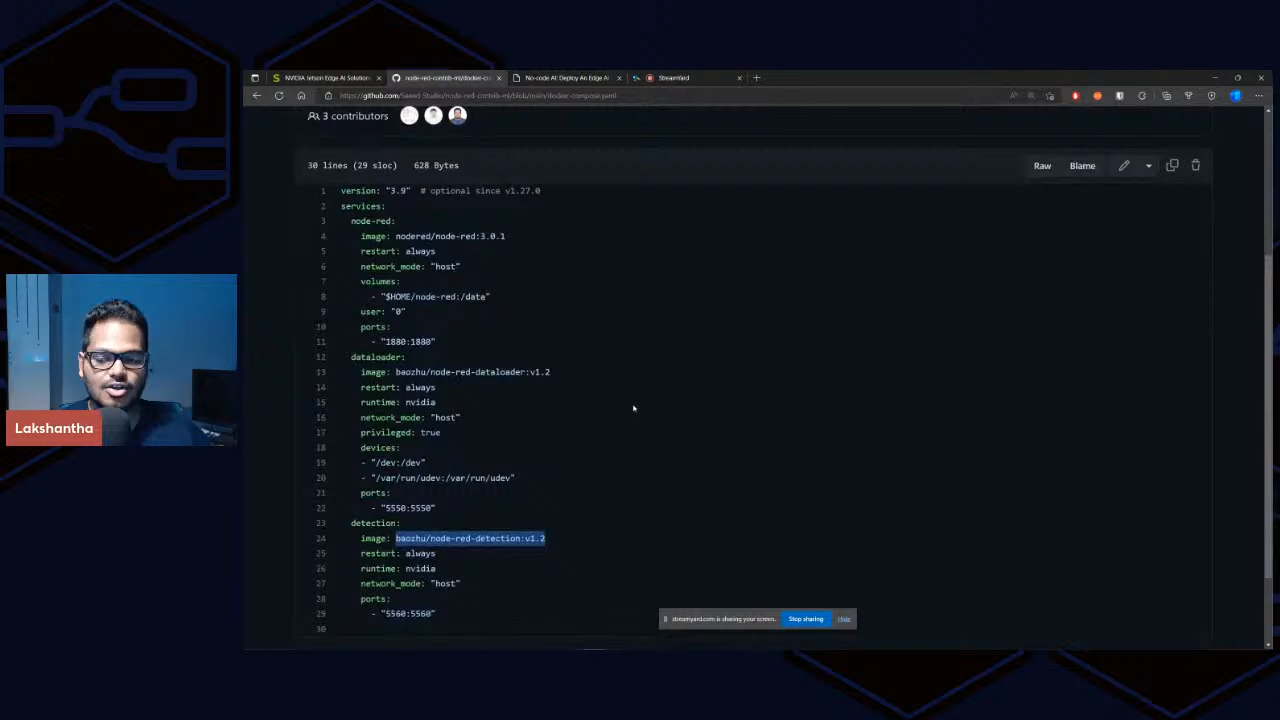 NVIDIA Jetson Edge AI Solution
node-red-contrib-ml/docker-co
No-code AI: Deploy An Edge AI
StreamYard
https://github.com/Seeed-Studio/node-red-contrib-ml/blob/main/docker-compose.yaml
3 contributors
30 lines (29 sloc) 628 Bytes
Raw Blame
1 version: "3.9" # optional since v1.27.0
2 services:
3 node-red:
4 image: nodered/node-red:3.0.1
5 restart: always
6 network_mode: "host"
7 volumes:
8 - "$HOME/node-red:/data"
9 user: "0"
10 ports:
11 - "1880:1880"
12 dataloader:
13 image: baozhu/node-red-dataloader:v1.2
14 restart: always
15 runtime: nvidia
16 network_mode: "host"
17 privileged: true
18 devices:
19 - "/dev:/dev"
20 - "/var/run/udev:/var/run/udev"
21 ports:
22 - "5550:5550"
23 detection:
24 image: baozhu/node-red-detection:v1.2
25 restart: always
26 runtime: nvidia
27 network_mode: "host"
28 ports:
29 - "5560:5560"
30
Lakshantha
streamyard.com is sharing your screen. Stop sharing Hide